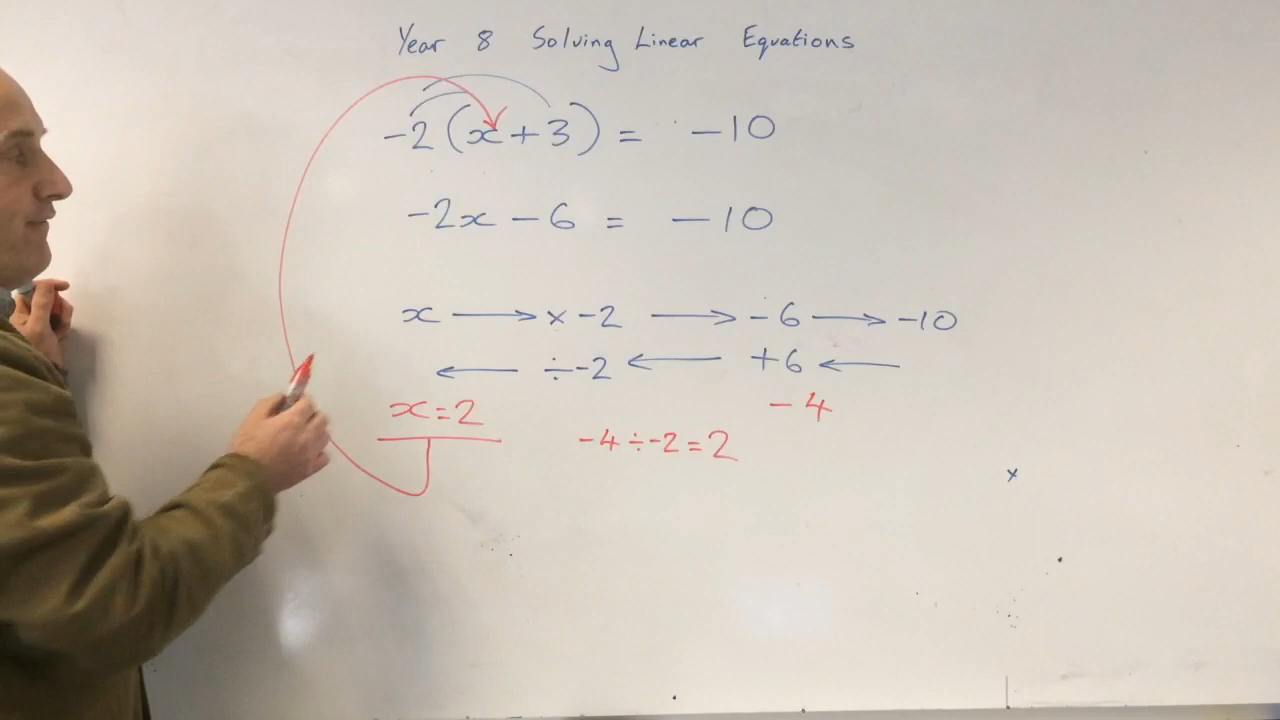 Year 8 Solving Linear Equations
-2(x+3) = -10
-2x - 6 = -10
x → × -2 → - 6 → -10
← ÷ -2 ← +6 ←
x = 2
- 4
-4 ÷ -2 = 2
x